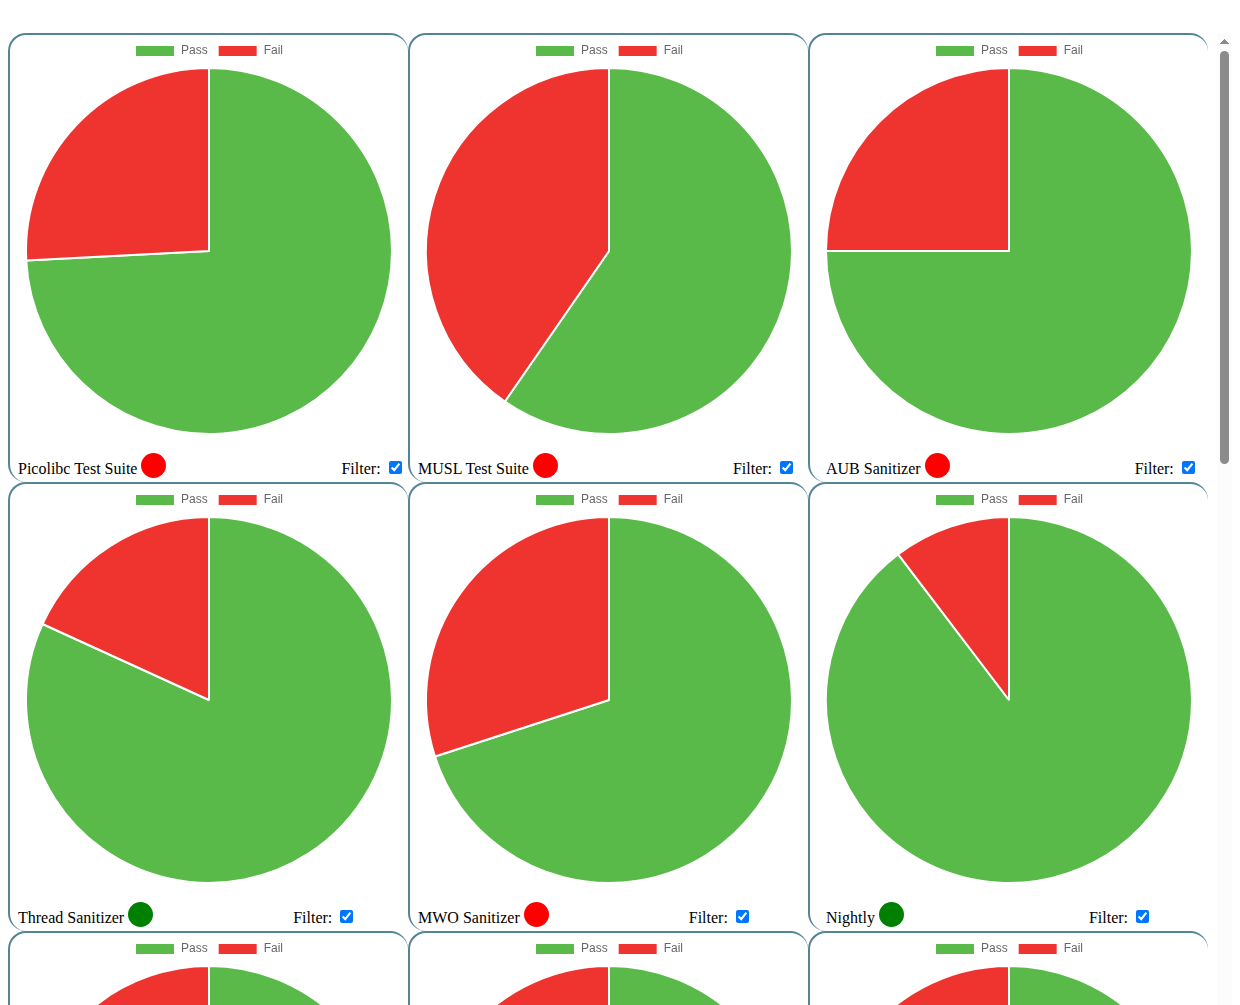 Pass Fail
Pass Fail
Pass Fail
Picolibc Test Suite Filter:
MUSL Test Suite Filter:
AUB Sanitizer Filter:
Pass Fail
Pass Fail
Pass Fail
Thread Sanitizer Filter:
MWO Sanitizer Filter:
Nightly Filter:
Pass Fail
Pass Fail
Pass Fail